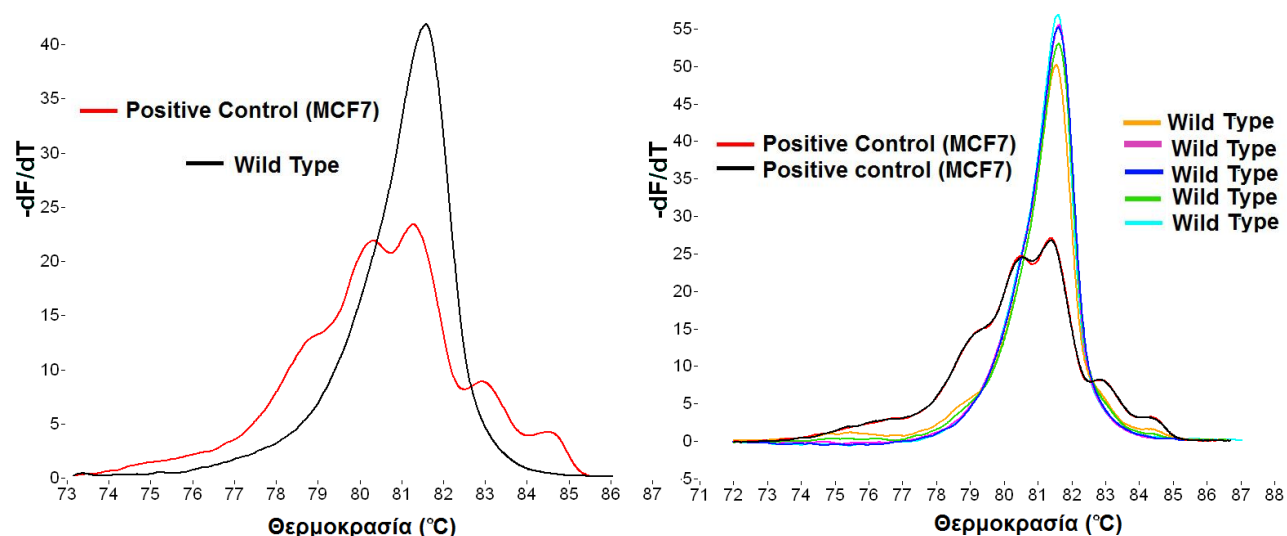 40-
35-
30-
25-
20-
15-
10-
5-
0-
-dF/dT
Positive Control (MCF7)
Wild Type
73 74 75 76 77 78 79 80 81 82 83 84 85 86 87
Θερμοκρασία (°C)
55-
50-
45-
40-
35-
30-
25-
20-
15-
10-
5-
0-
-5-
-dF/dT
Positive Control (MCF7)
Positive control (MCF7)
Wild Type
Wild Type
Wild Type
Wild Type
Wild Type
71 72 73 74 75 76 77 78 79 80 81 82 83 84 85 86 87 88
Θερμοκρασία (°C)